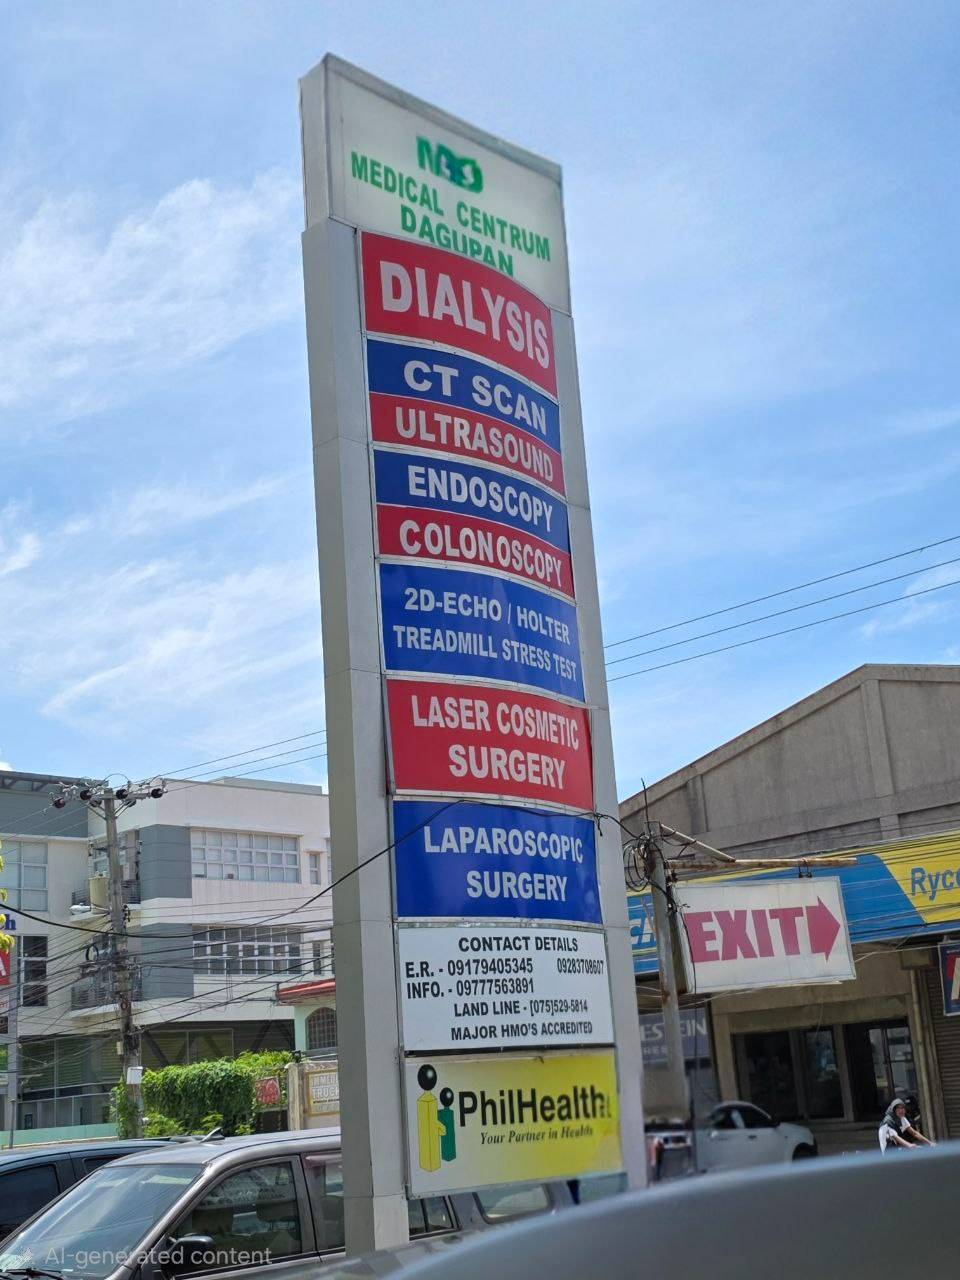 MEDICAL CENTRUM
DAGUPAN
DIALYSIS
CT SCAN
ULTRASOUND
ENDOSCOPY
COLONOSCOPY
2D-ECHO / HOLTER
TREADMILL STRESS TEST
LASER COSMETIC
SURGERY
LAPAROSCOPIC
SURGERY
CONTACT DETAILS
E.R. - 09179405345 09283708607
INFO. - 09777563891
LAND LINE - [075]529-5814
MAJOR HMO'S ACCREDITED
PhilHealth
Your Partner in Health
EXIT
Ryco
AI-generated content